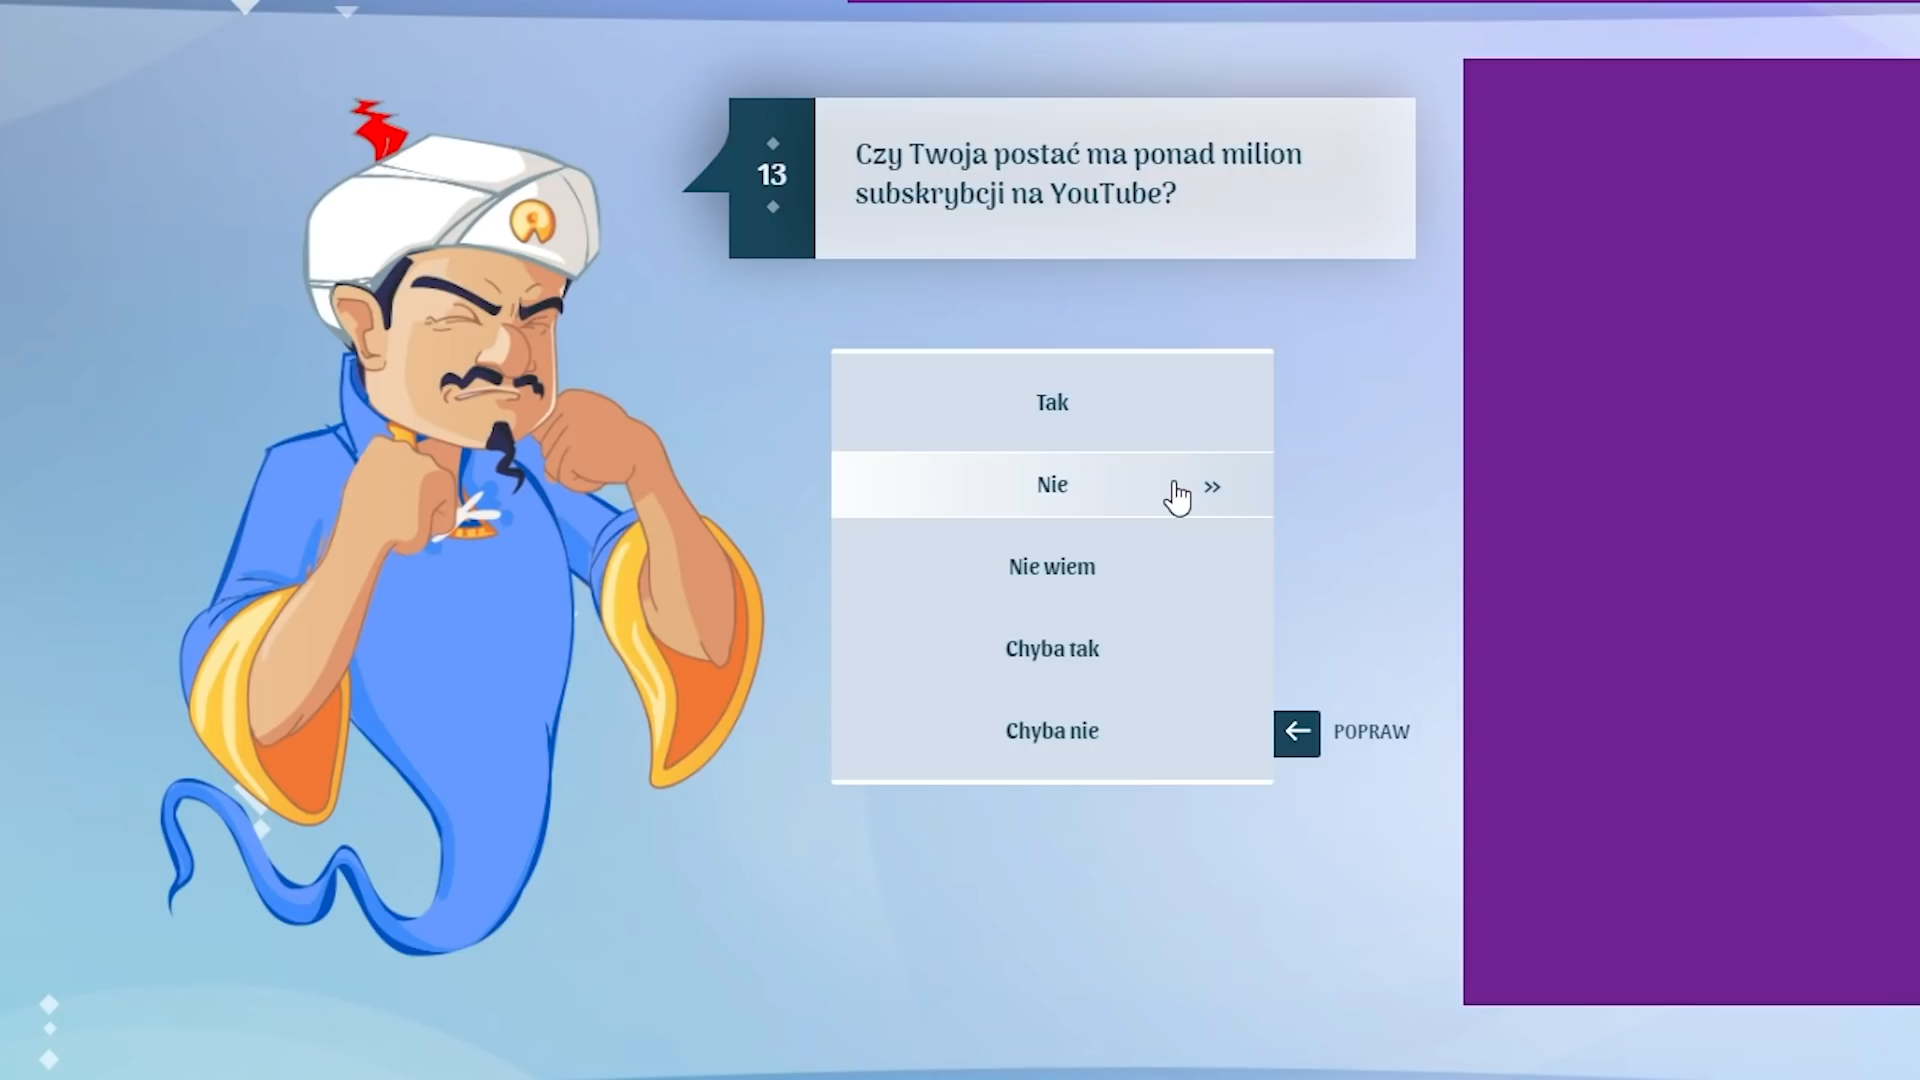 13
Czy Twoja postać ma ponad milion
subskrybcji na YouTube?
Tak
Nie
Nie wiem
Chyba tak
Chyba nie
POPRAW